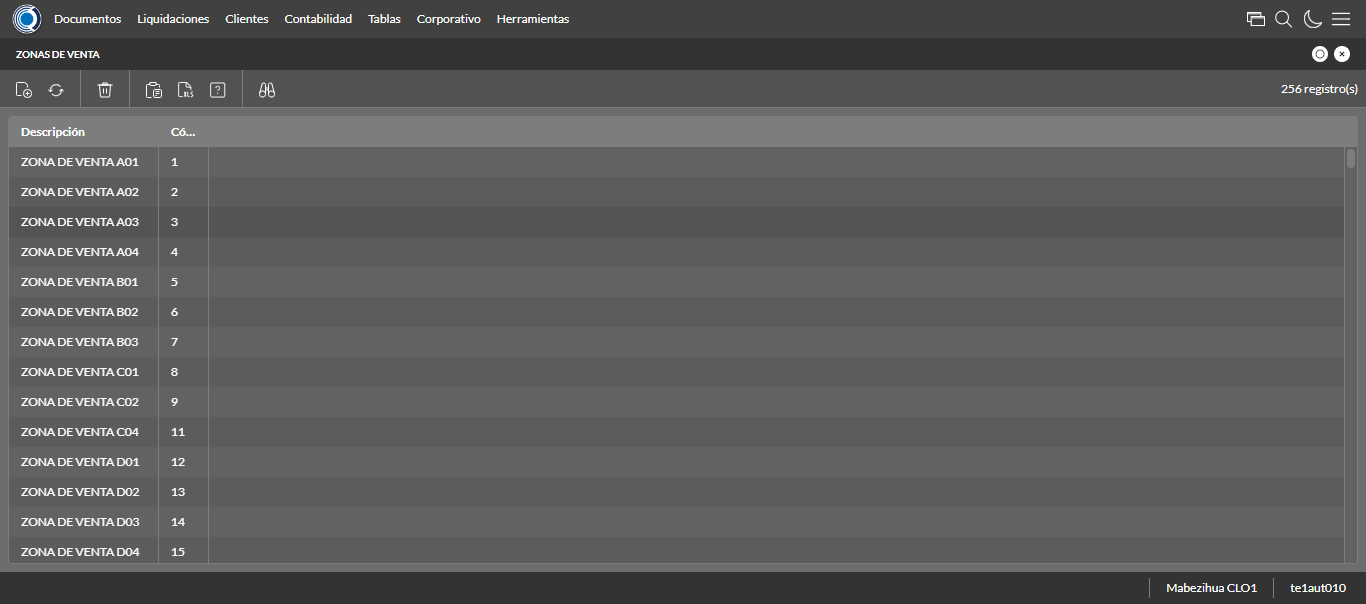 Documentos Liquidaciones Clientes Contabilidad Tablas Corporativo Herramientas
ZONAS DE VENTA
XLS ? 256 registro(s)
Descripción Có...
ZONA DE VENTA A01 1
ZONA DE VENTA A02 2
ZONA DE VENTA A03 3
ZONA DE VENTA A04 4
ZONA DE VENTA B01 5
ZONA DE VENTA B02 6
ZONA DE VENTA B03 7
ZONA DE VENTA C01 8
ZONA DE VENTA C02 9
ZONA DE VENTA C04 11
ZONA DE VENTA D01 12
ZONA DE VENTA D02 13
ZONA DE VENTA D03 14
ZONA DE VENTA D04 15
Mabezihua CLO1 te1aut010